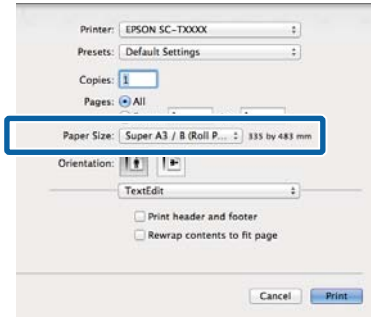 Printer: EPSON SC-TXXXX
Presets: Default Settings
Copies: 1
Pages: All
Paper Size: Super A3 / B (Roll P... 335 by 483 mm
Orientation:
TextEdit
Print header and footer
Rewrap contents to fit page
Cancel Print